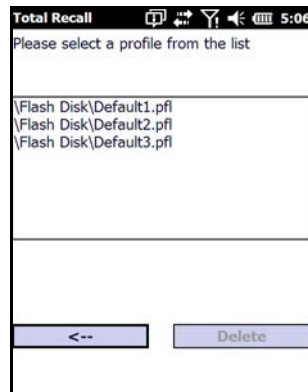 Total Recall 5:06
Please select a profile from the list
\Flash Disk\Default1.pfl
\Flash Disk\Default2.pfl
\Flash Disk\Default3.pfl
<-- Delete